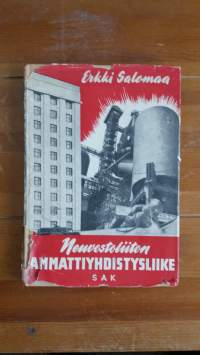 Erkki Salomaa
Neuvostoliiton
AMMATTIYHDISTYSLIIKE
SAK